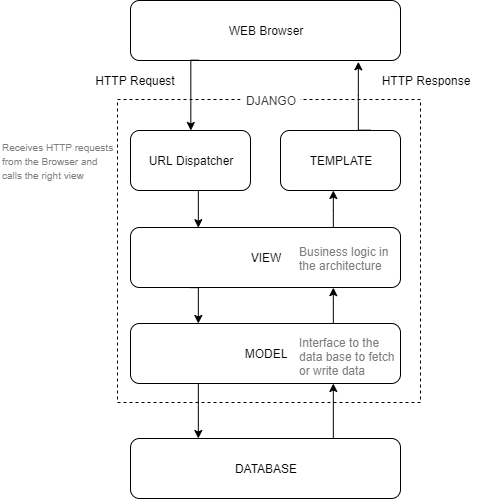 WEB Browser
HTTP Request
HTTP Response
DJANGO
Receives HTTP requests
from the Browser and
calls the right view
URL Dispatcher
TEMPLATE
VIEW
Business logic in
the architecture
MODEL
Interface to the
data base to fetch
or write data
DATABASE